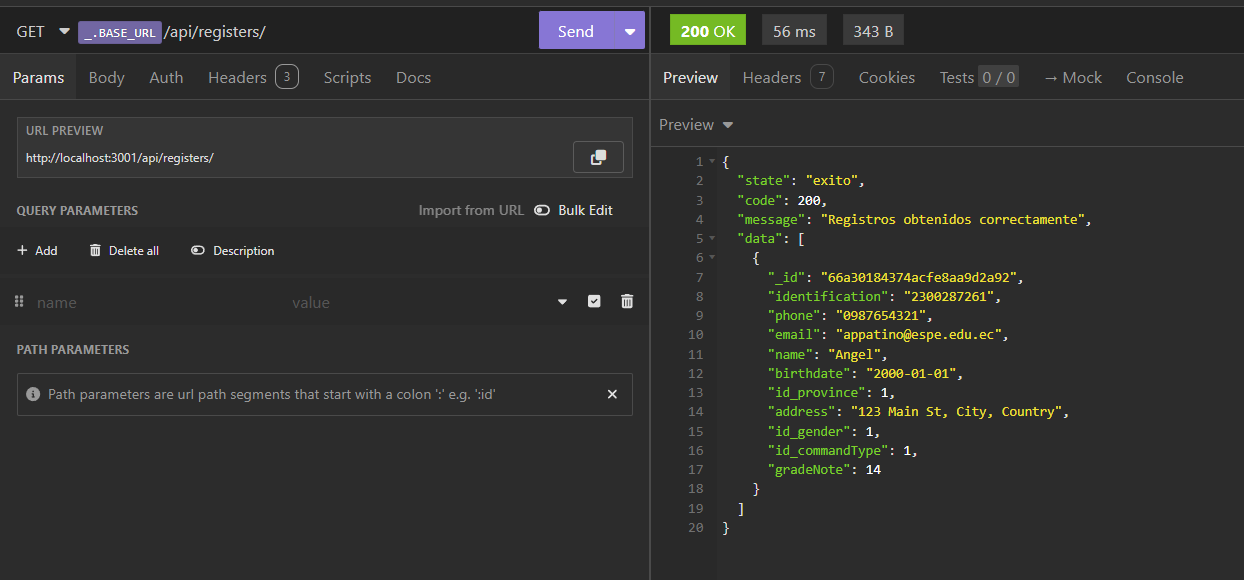 GET _.BASE_URL /api/registers/ Send
Params Body Auth Headers 3 Scripts Docs
URL PREVIEW
http://localhost:3001/api/registers/
QUERY PARAMETERS Import from URL Bulk Edit
+ Add Delete all Description
name value
PATH PARAMETERS
Path parameters are url path segments that start with a colon ':' e.g. ':id'
200 OK 56 ms 343 B
Preview Headers 7 Cookies Tests 0 / 0 → Mock Console
Preview
1 {
2 "state": "exito",
3 "code": 200,
4 "message": "Registros obtenidos correctamente",
5 "data": [
6 {
7 "_id": "66a30184374acfe8aa9d2a92",
8 "identification": "2300287261",
9 "phone": "0987654321",
10 "email": "appatino@espe.edu.ec",
11 "name": "Angel",
12 "birthdate": "2000-01-01",
13 "id_province": 1,
14 "address": "123 Main St, City, Country",
15 "id_gender": 1,
16 "id_commandType": 1,
17 "gradeNote": 14
18 }
19 ]
20 }